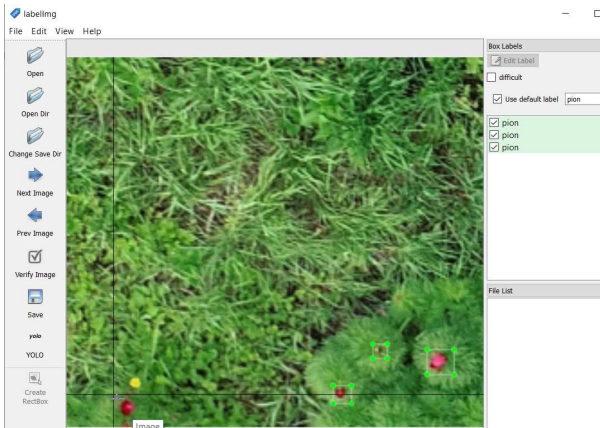 labelImg
File Edit View Help
Open
Open Dir
Change Save Dir
Next Image
Prev Image
Verify Image
Save
yolo
YOLO
Create
RectBox
Image
Box Labels
Edit Label
difficult
Use default label pion
pion
pion
pion
File List